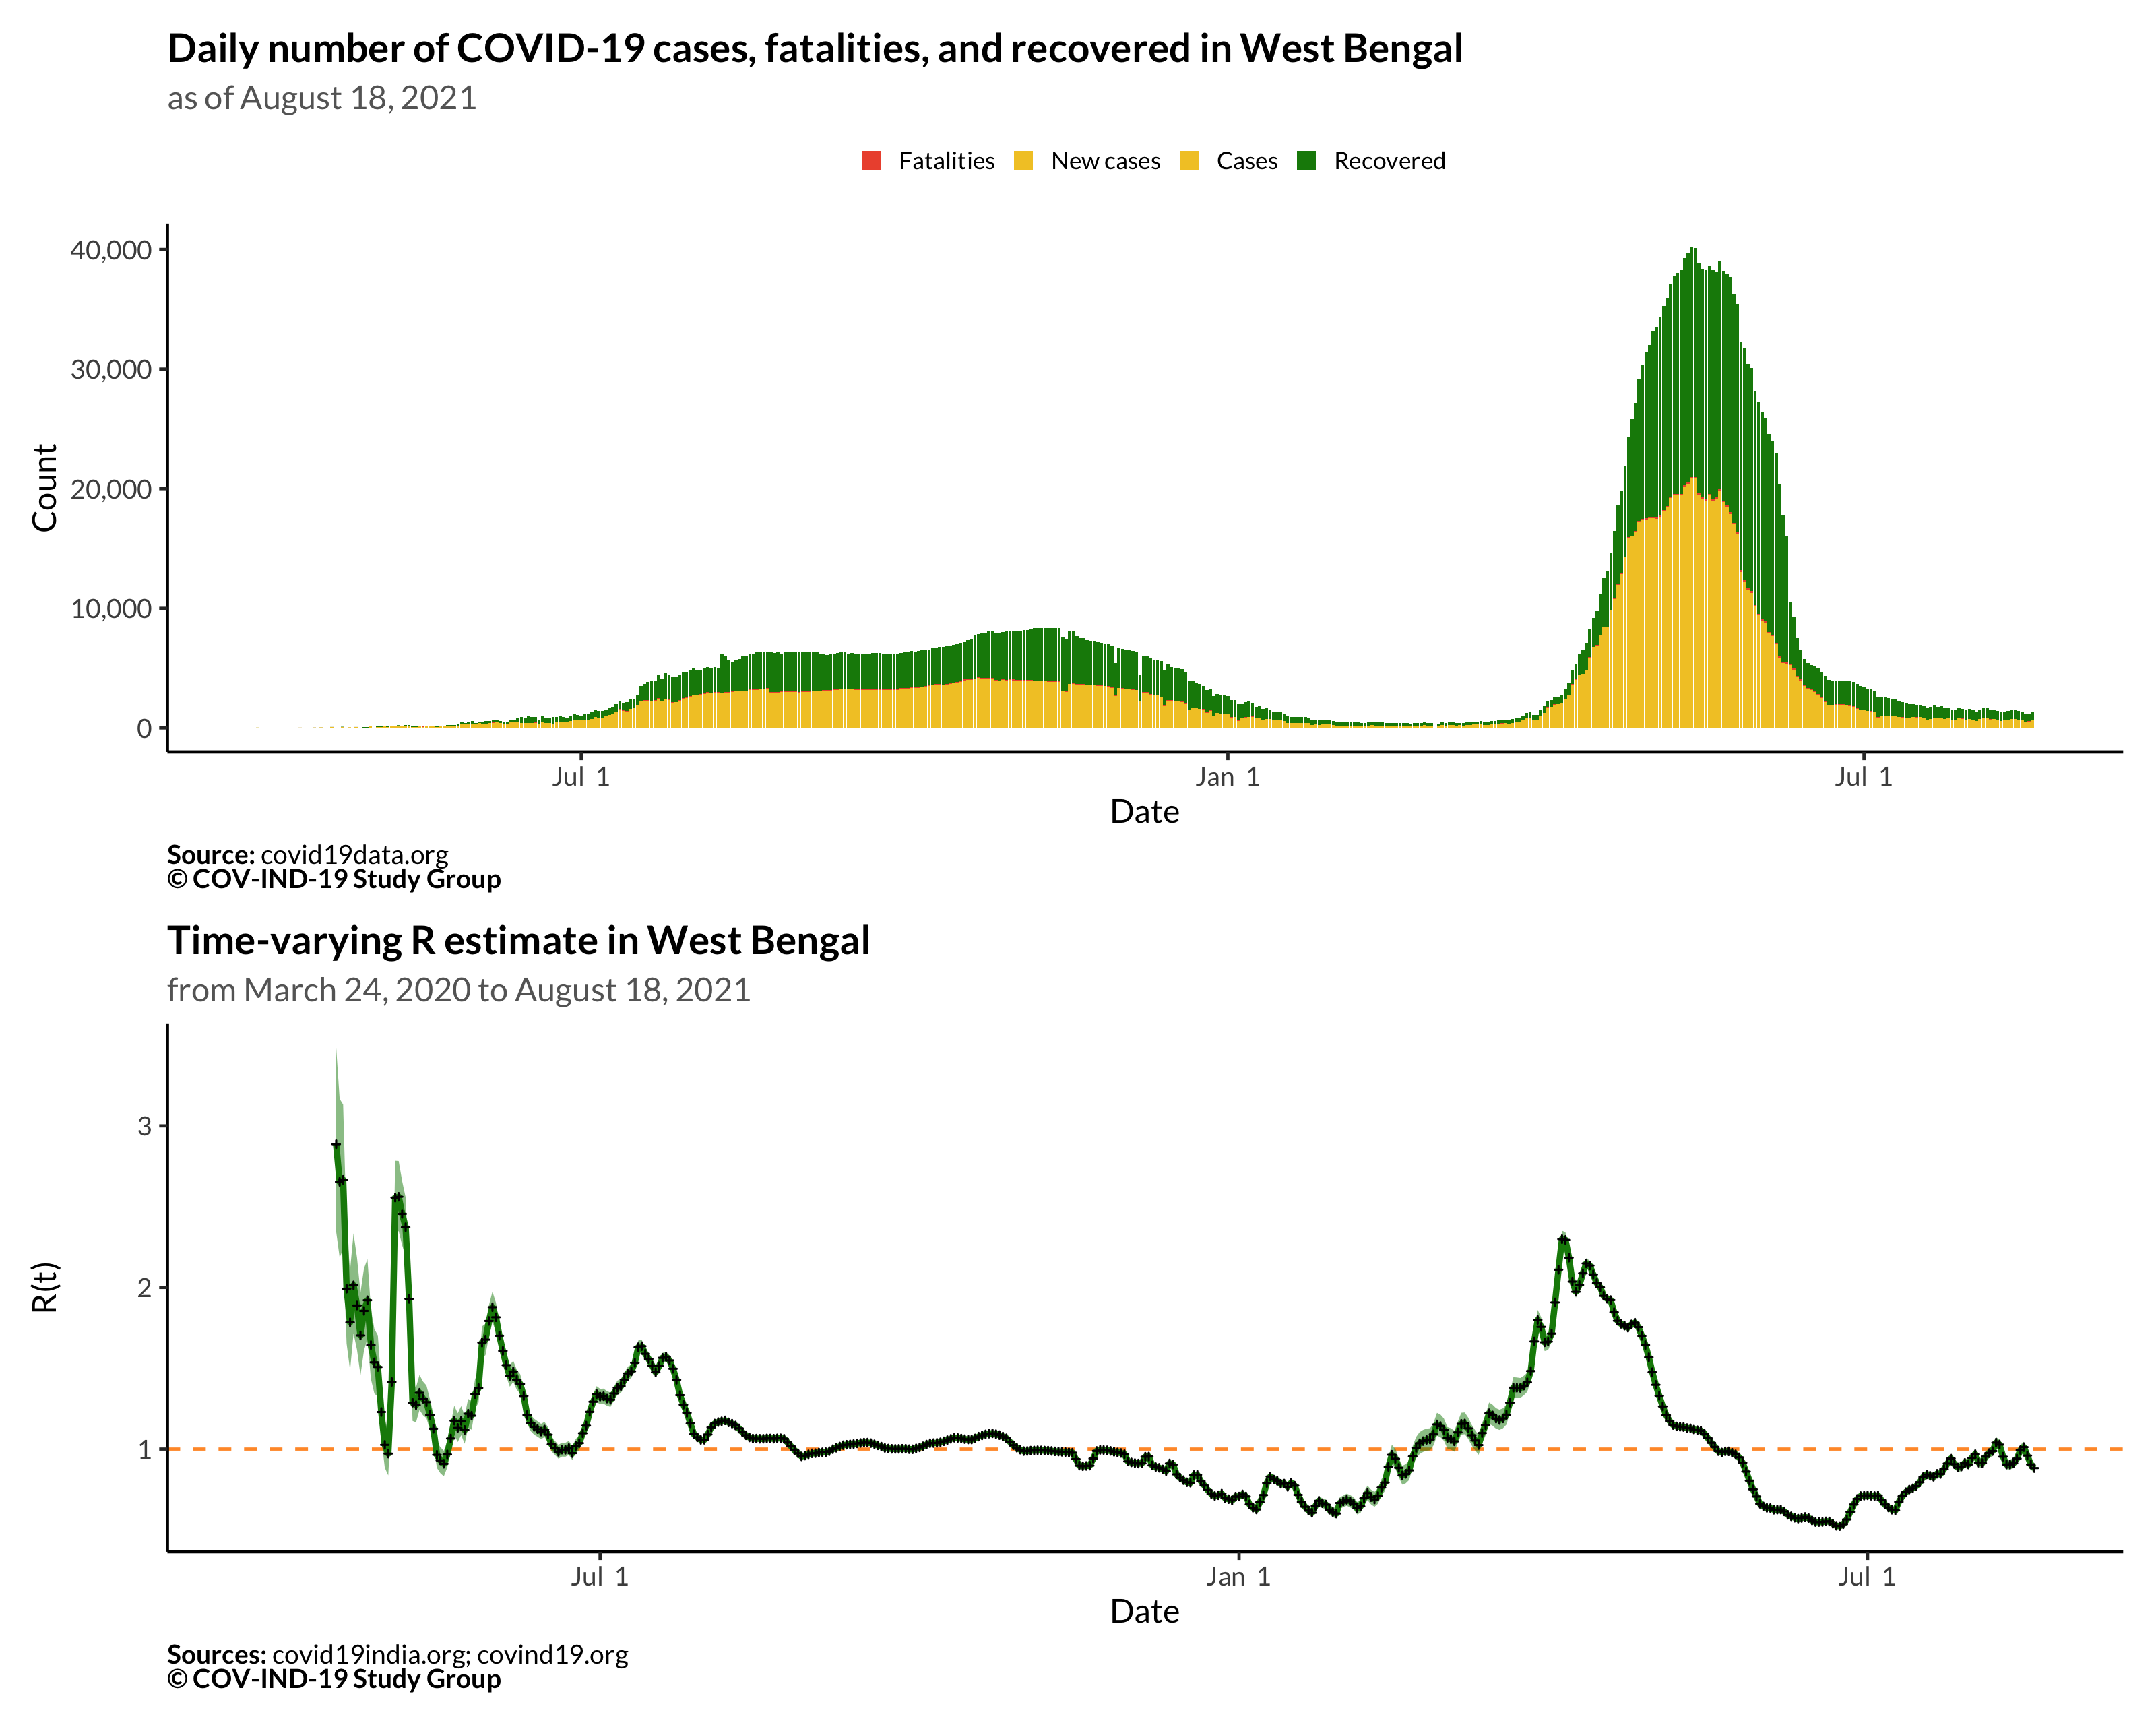 Daily number of COVID-19 cases, fatalities, and recovered in West Bengal
as of August 18, 2021
Fatalities New cases Cases Recovered
40,000
30,000
20,000
10,000
0
Count
Jul 1 Jan 1 Jul 1
Date
Source: covid19data.org
© COV-IND-19 Study Group
Time-varying R estimate in West Bengal
from March 24, 2020 to August 18, 2021
3
2
1
R(t)
Jul 1 Jan 1 Jul 1
Date
Sources: covid19india.org; covind19.org
© COV-IND-19 Study Group